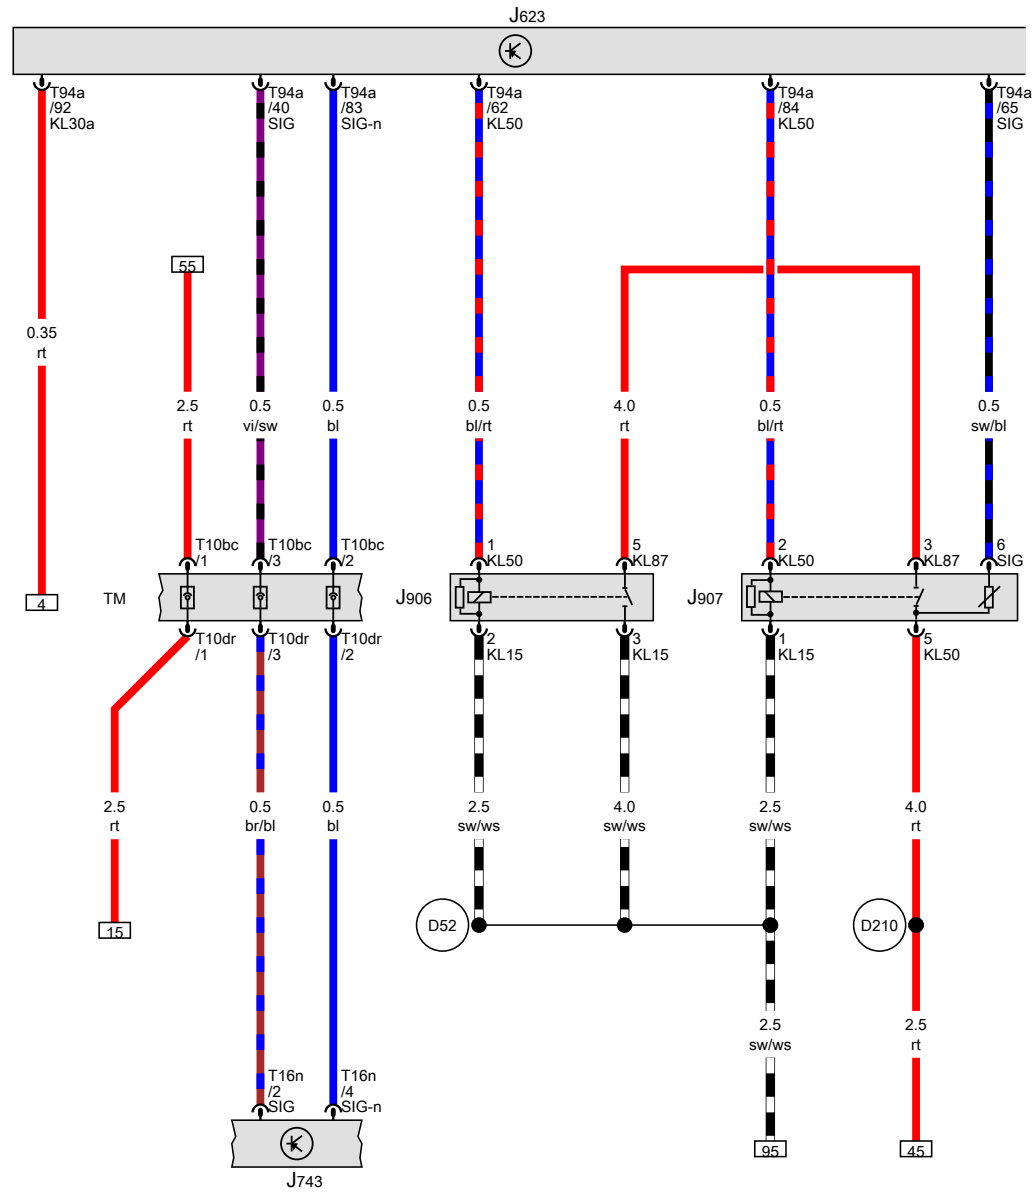 J623
T94a
/92
KL30a
T94a
/40
SIG
T94a
/83
SIG-n
T94a
/62
KL50
T94a
/84
KL50
T94a
/65
SIG
55
0.35
rt
2.5
rt
0.5
vi/sw
0.5
bl
0.5
bl/rt
4.0
rt
0.5
bl/rt
0.5
sw/bl
T10bc
/1
T10bc
/3
T10bc
/2
1
KL50
5
KL87
2
KL50
3
KL87
6
SIG
4
TM
J906
J907
T10dr
/1
T10dr
/3
T10dr
/2
2
KL15
3
KL15
1
KL15
5
KL50
2.5
rt
0.5
br/bl
0.5
bl
2.5
sw/ws
4.0
sw/ws
2.5
sw/ws
4.0
rt
15
D52
D210
2.5
sw/ws
2.5
rt
T16n
/2
SIG
T16n
/4
SIG-n
95
45
J743